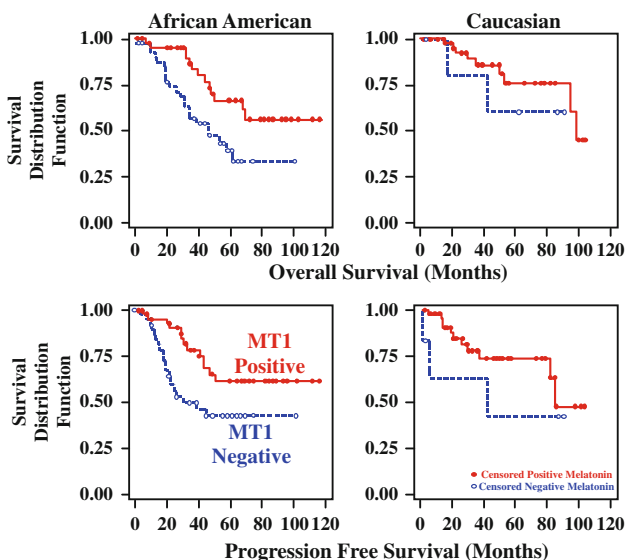 African American
Caucasian
Survival
Distribution
Function
1.00
0.75
0.50
0.25
0.00
0 20 40 60 80 100 120
1.00
0.75
0.50
0.25
0.00
0 20 40 60 80 100 120
Overall Survival (Months)
Survival
Distribution
Function
1.00
0.75
0.50
0.25
0.00
MT1
Positive
MT1
Negative
0 20 40 60 80 100 120
1.00
0.75
0.50
0.25
0.00
Censored Positive Melatonin
Censored Negative Melatonin
0 20 40 60 80 100 120
Progression Free Survival (Months)